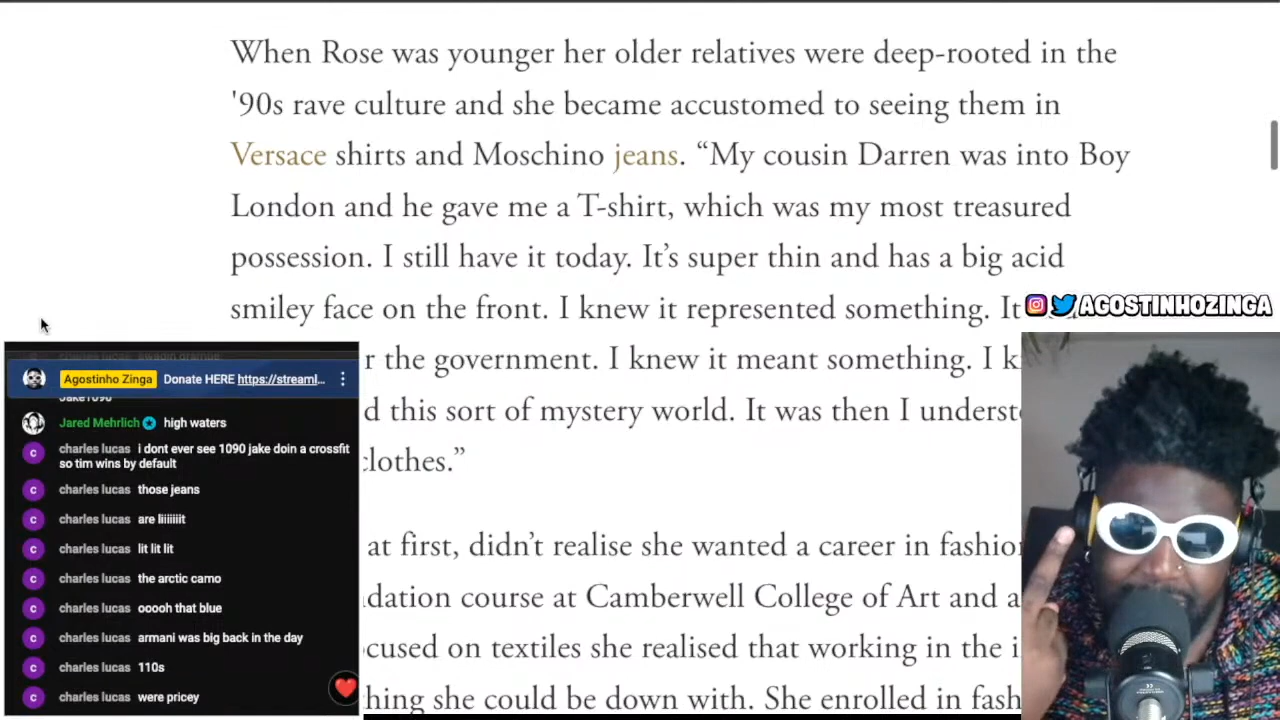 When Rose was younger her older relatives were deep-rooted in the
'90s rave culture and she became accustomed to seeing them in
Versace shirts and Moschino jeans. “My cousin Darren was into Boy
London and he gave me a T-shirt, which was my most treasured
possession. I still have it today. It’s super thin and has a big acid
smiley face on the front. I knew it represented something. It
r the government. I knew it meant something. I k
d this sort of mystery world. It was then I underst
clothes.”
at first, didn’t realise she wanted a career in fashion
dation course at Camberwell College of Art and a
cused on textiles she realised that working in the i
hing she could be down with. She enrolled in fash
AGOSTINHOZINGA
Agostinho Zinga Donate HERE https://streaml...
Jake1090
Jared Mehrlich high waters
charles lucas i dont ever see 1090 jake doin a crossfit
so tim wins by default
charles lucas those jeans
charles lucas are liiiiiiit
charles lucas lit lit lit
charles lucas the arctic camo
charles lucas ooooh that blue
charles lucas armani was big back in the day
charles lucas 110s
charles lucas were pricey